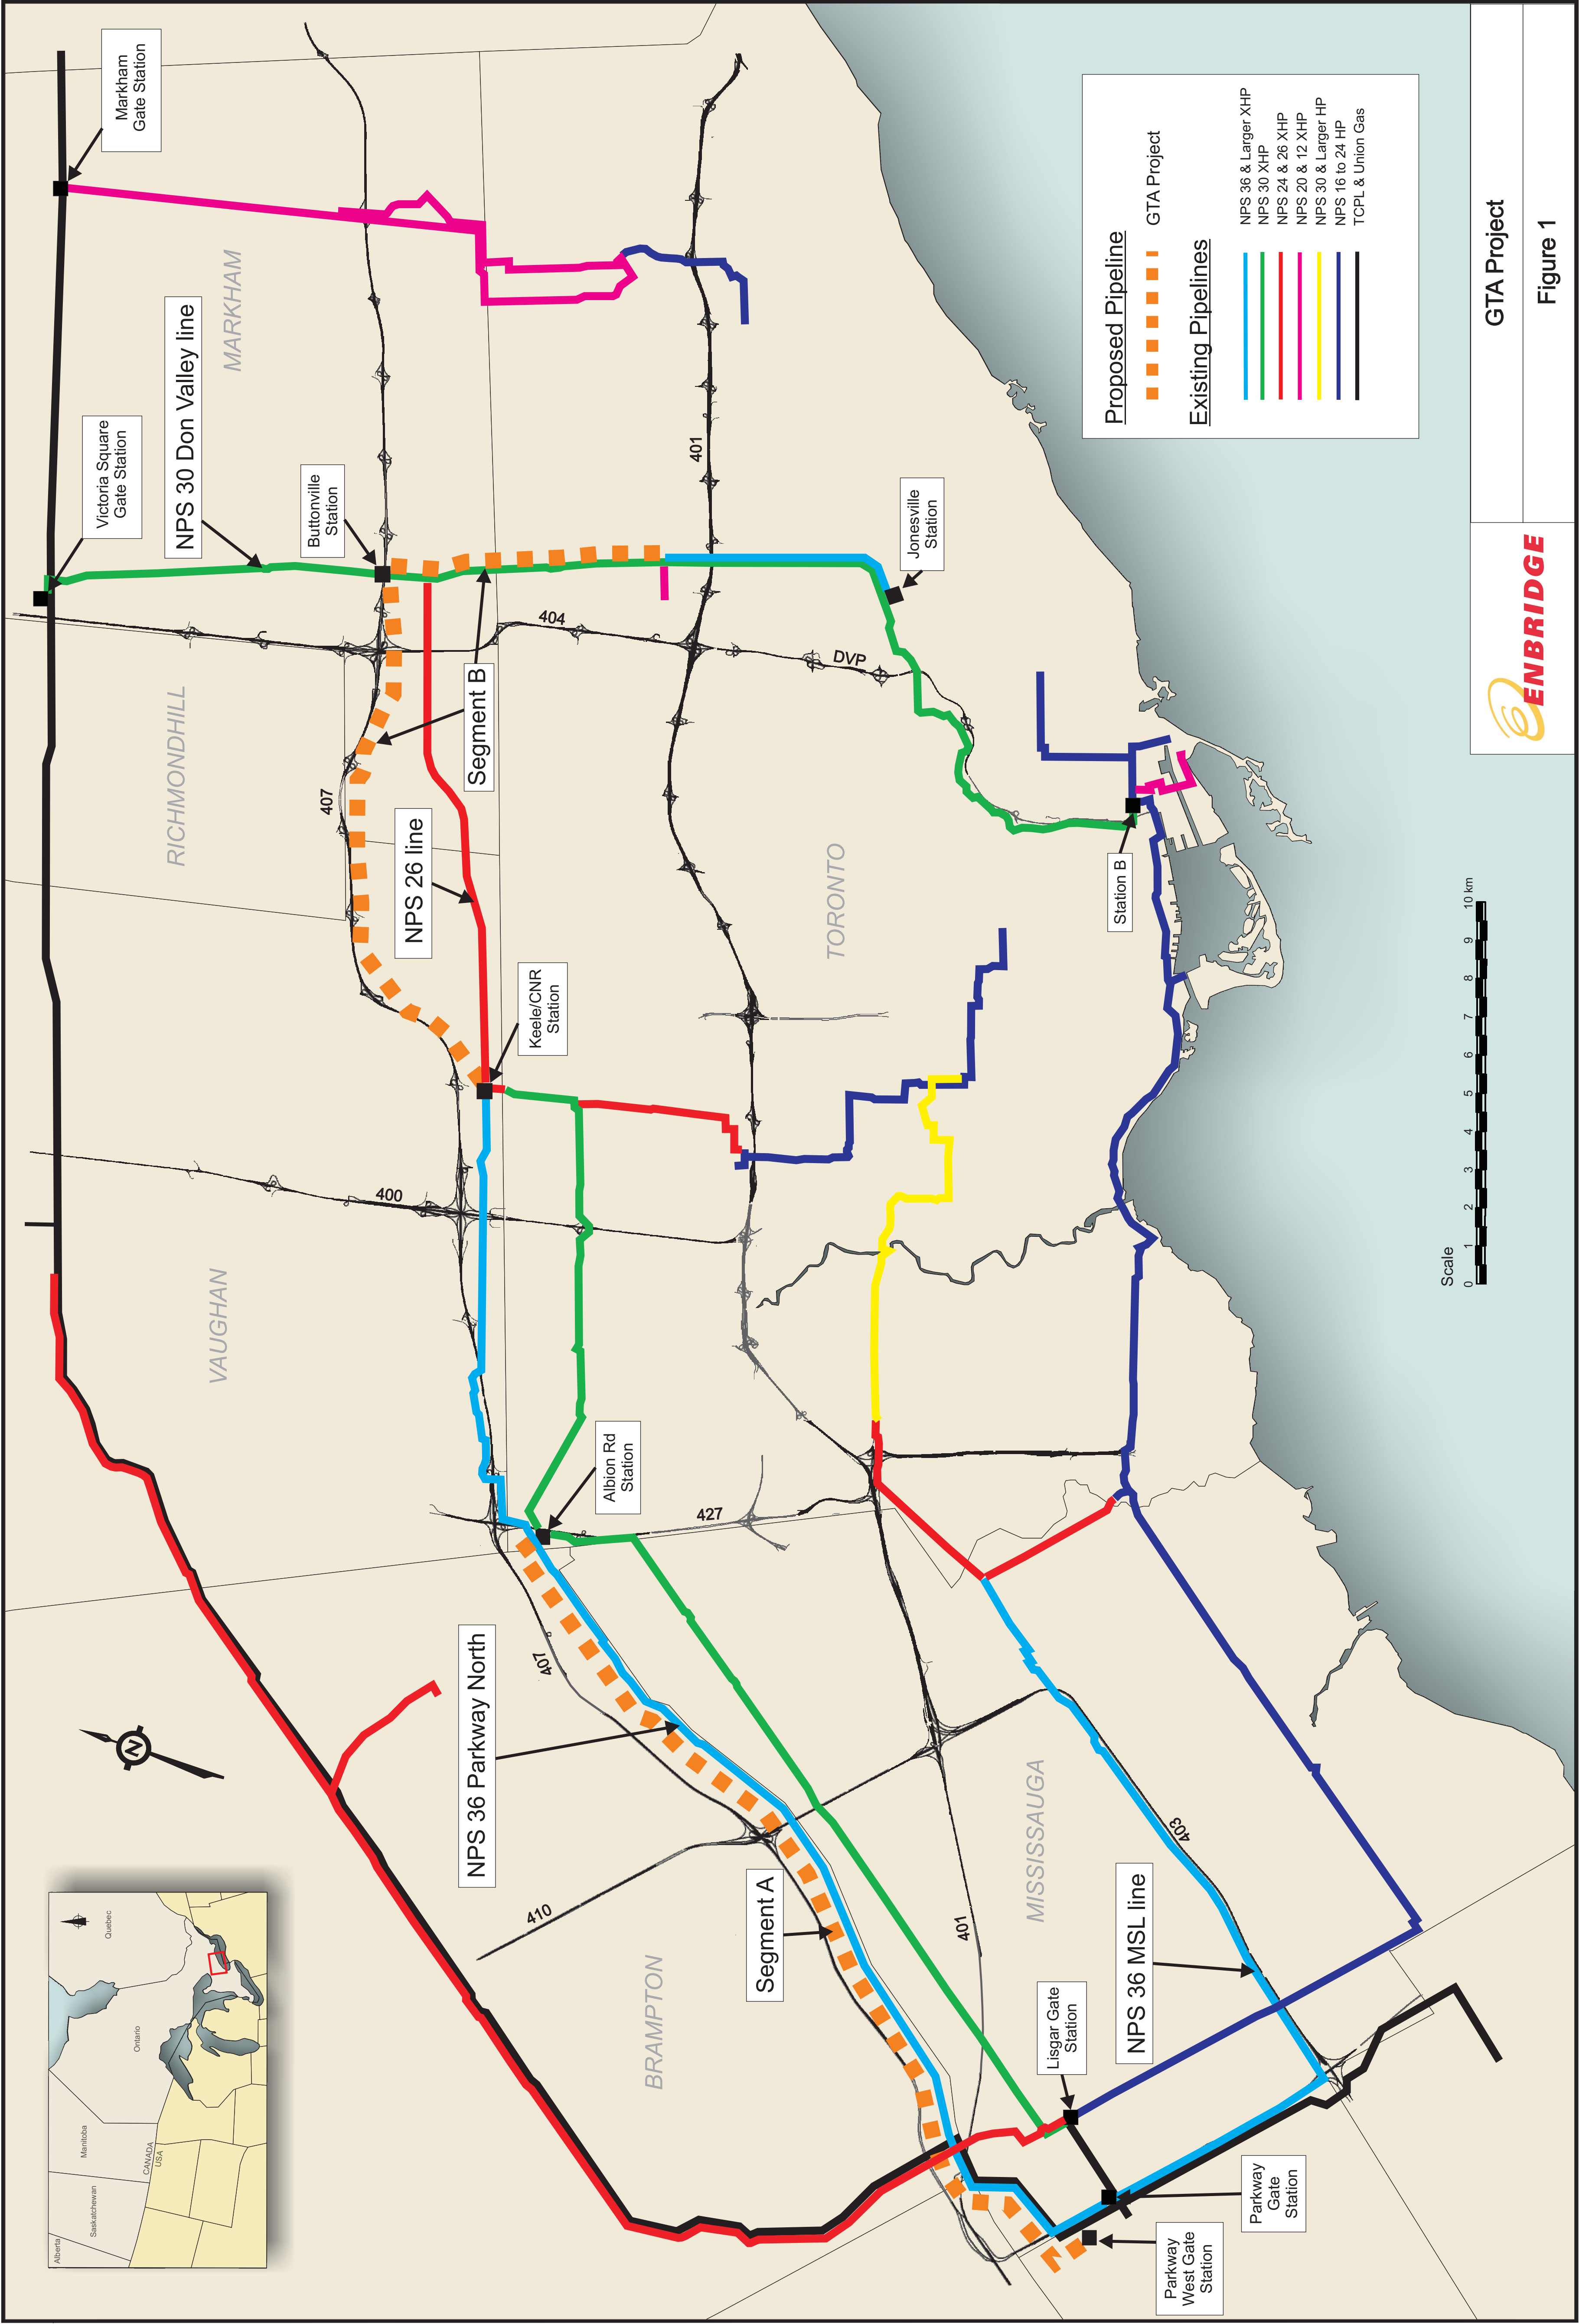 Alberta
Saskatchewan
Manitoba
CANADA
USA
Ontario
Quebec
N
Markham
Gate Station
Victoria Square
Gate Station
NPS 30 Don Valley line
MARKHAM
Buttonville
Station
RICHMONDHILL
404
407
Segment B
NPS 26 line
401
DVP
Jonesville
Station
Keele/CNR
Station
TORONTO
Station B
VAUGHAN
400
Albion Rd
Station
427
407
NPS 36 Parkway North
410
Segment A
BRAMPTON
401
MISSISSAUGA
403
NPS 36 MSL line
Lisgar Gate
Station
Parkway
Gate
Station
Parkway
West Gate
Station
Proposed Pipeline
GTA Project
Existing Pipelines
NPS 36 & Larger XHP
NPS 30 XHP
NPS 24 & 26 XHP
NPS 20 & 12 XHP
NPS 30 & Larger HP
NPS 16 to 24 HP
TCPL & Union Gas
Scale
0 1 2 3 4 5 6 7 8 9 10 km
ENBRIDGE
GTA Project
Figure 1